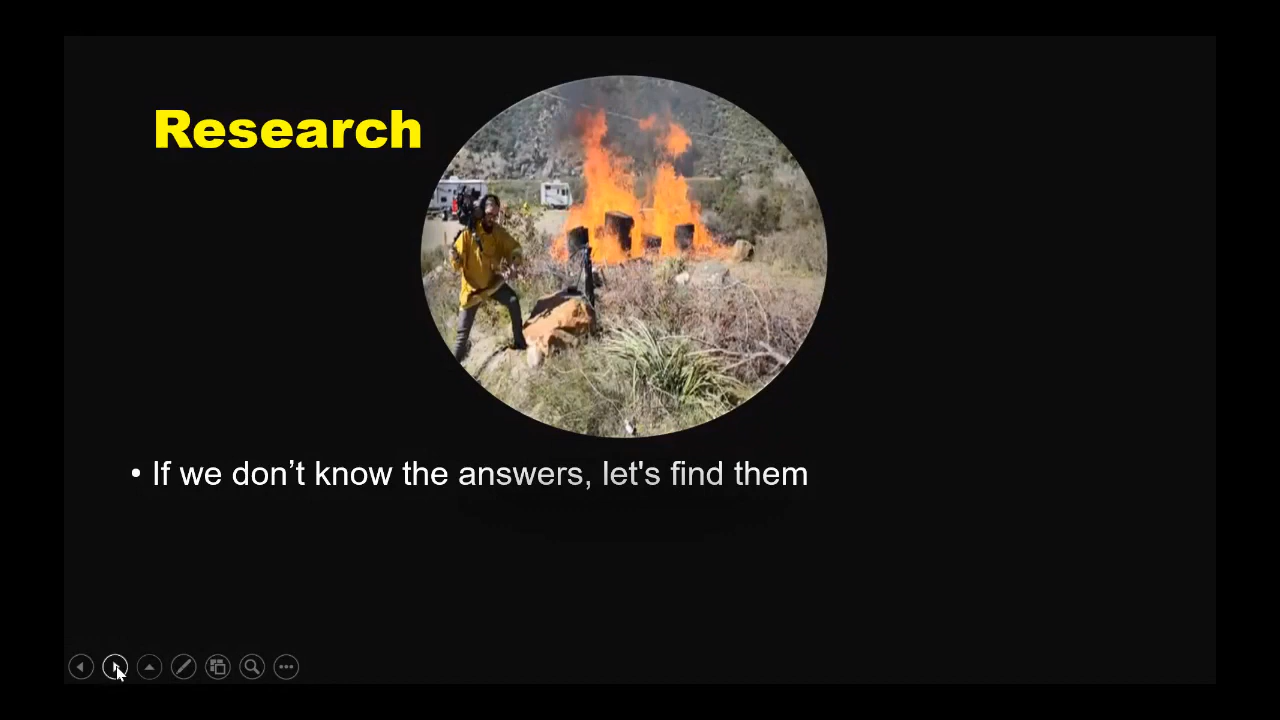 Research
• If we don’t know the answers, let's find them